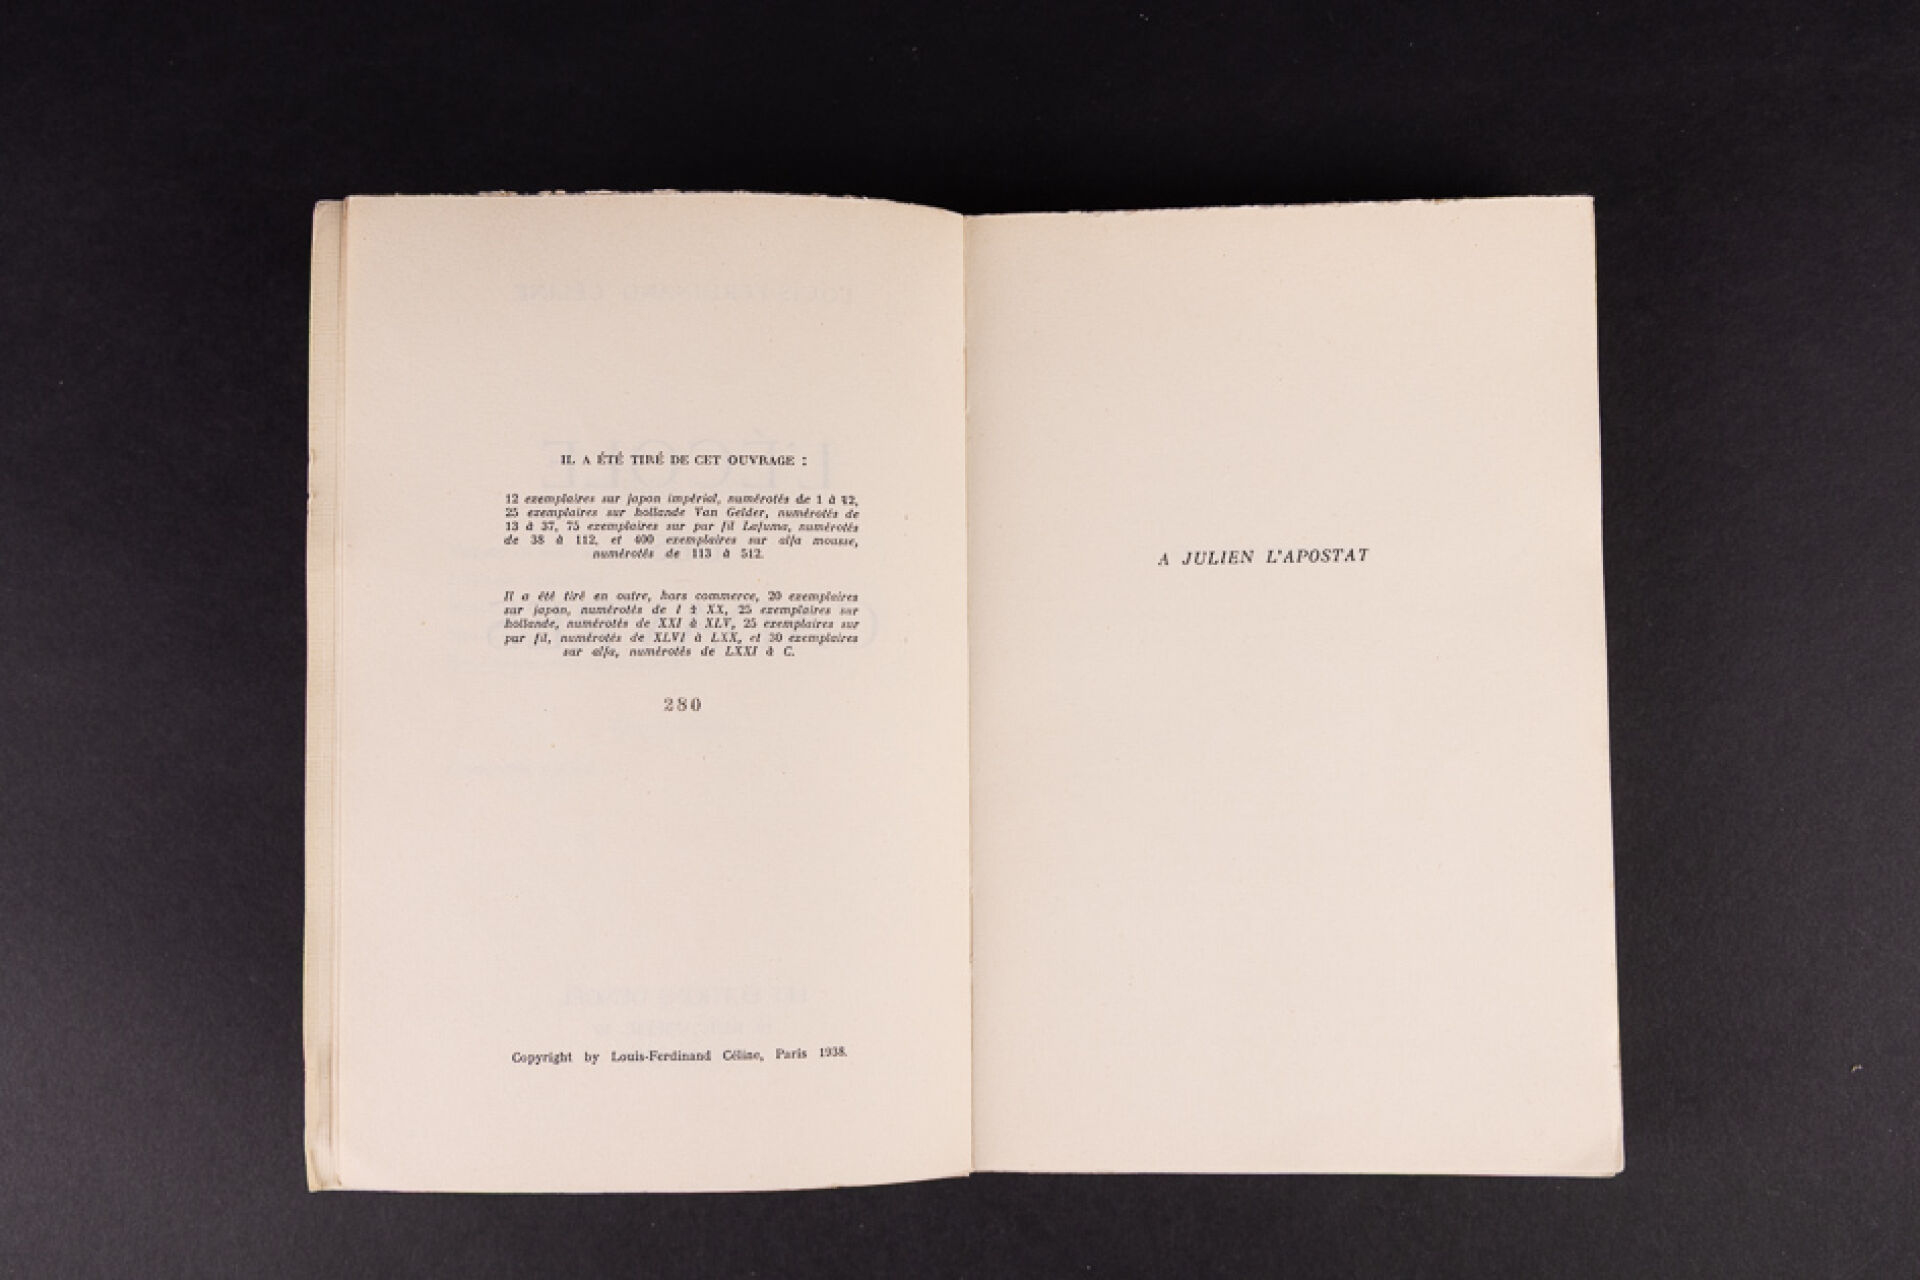 IL A ÉTÉ TIRÉ DE CET OUVRAGE :
12 exemplaires sur japon impérial, numérotés de 1 à 12,
25 exemplaires sur hollande Van Gelder, numérotés de
13 à 37, 75 exemplaires sur pur fil Lafuma, numérotés
de 38 à 112, et 400 exemplaires sur alfa mousse,
numérotés de 113 à 512.
Il a été tiré en outre, hors commerce, 20 exemplaires
sur japon, numérotés de I à XX, 25 exemplaires sur
hollande, numérotés de XXI à XLV, 25 exemplaires sur
pur fil, numérotés de XLVI à LXX, et 30 exemplaires
sur alfa, numérotés de LXXI à C.
280
Copyright by Louis-Ferdinand Céline, Paris 1938.
A JULIEN L'APOSTAT